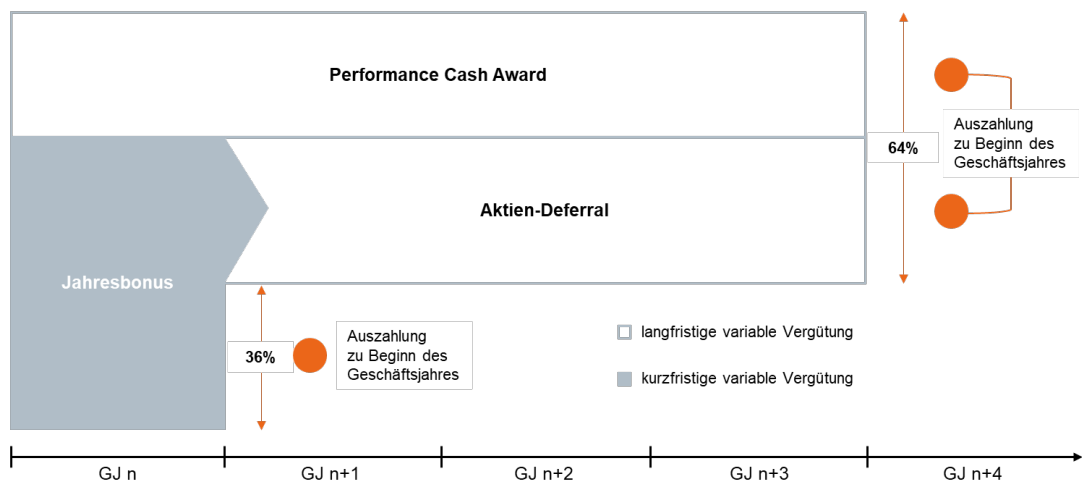 Performance Cash Award
Auszahlung
zu Beginn des
Geschäftsjahres
64%
Aktien-Deferral
Jahresbonus
36%
Auszahlung
zu Beginn des
Geschäftsjahres
langfristige variable Vergütung
kurzfristige variable Vergütung
GJ n
GJ n+1
GJ n+2
GJ n+3
GJ n+4